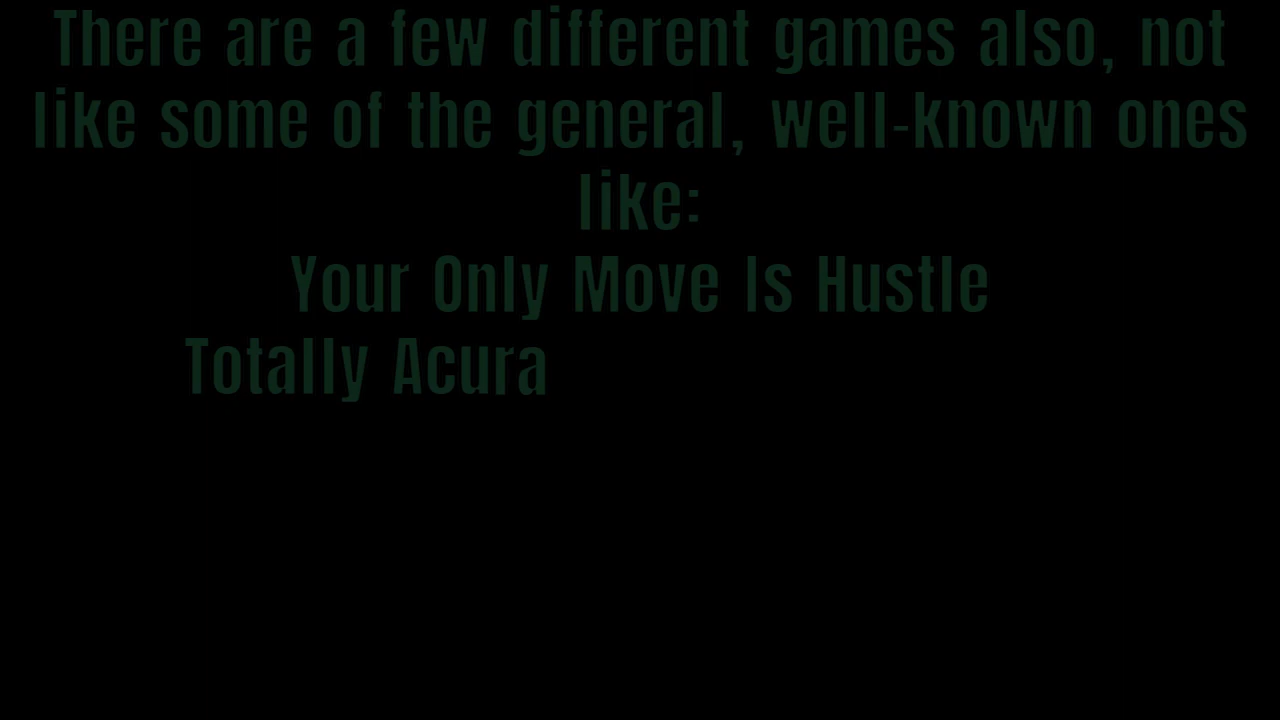 There are a few different games also, not
like some of the general, well-known ones
like:
Your Only Move Is Hustle
Totally Acura